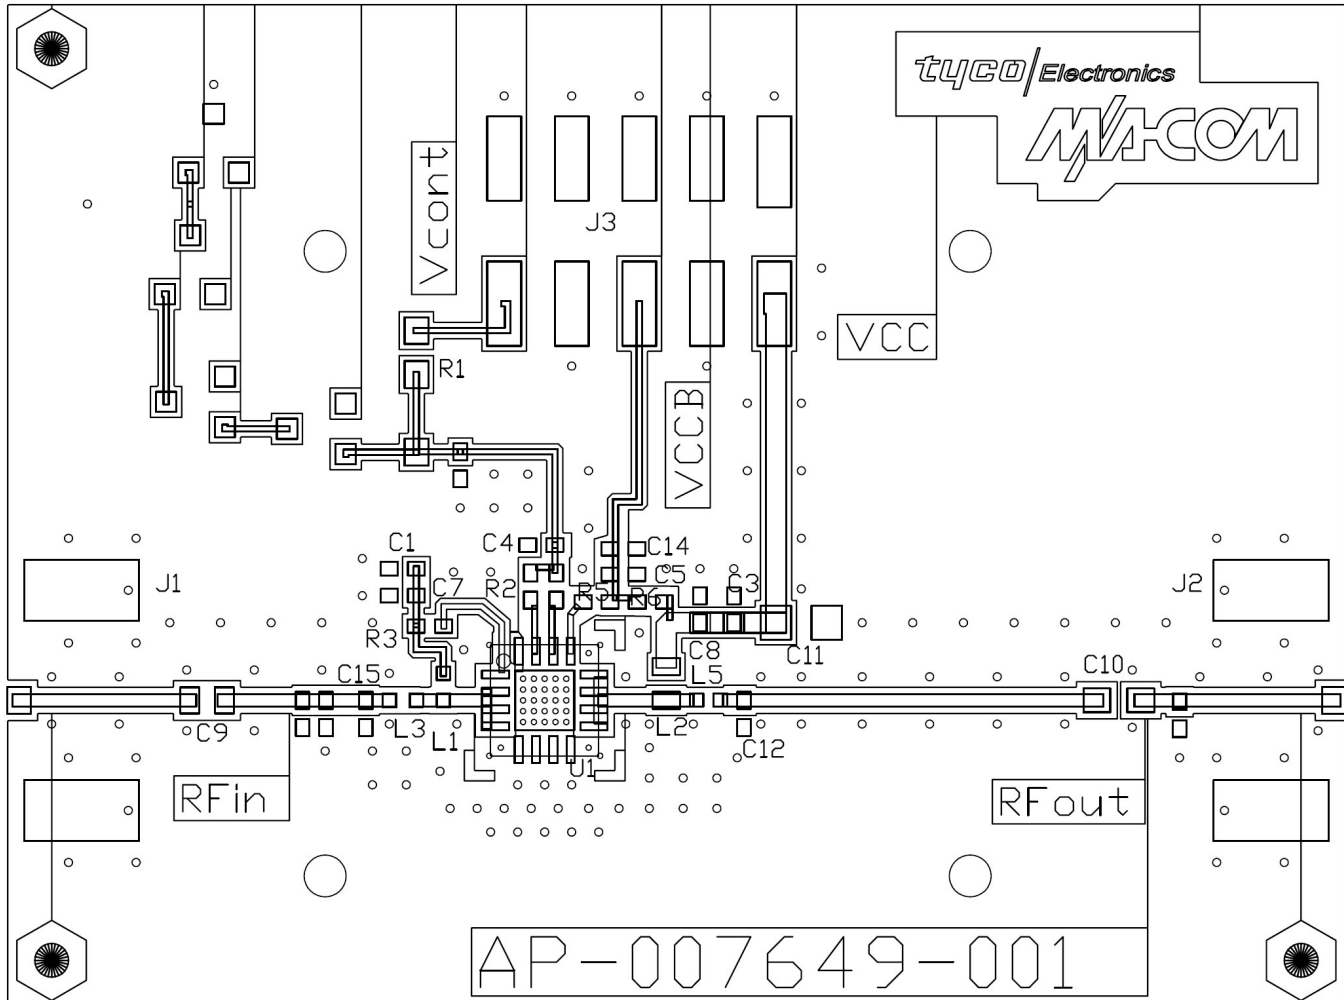 tyco Electronics
M/A-COM
Vcont
J3
VCC
R1
VCCB
C1
C4
C14
J1
C7
R2
R5
C5
R6
C3
J2
R3
C8
C11
C15
L5
C10
C9
L3
L1
L2
C12
U1
RFin
RFout
AP-007649-001